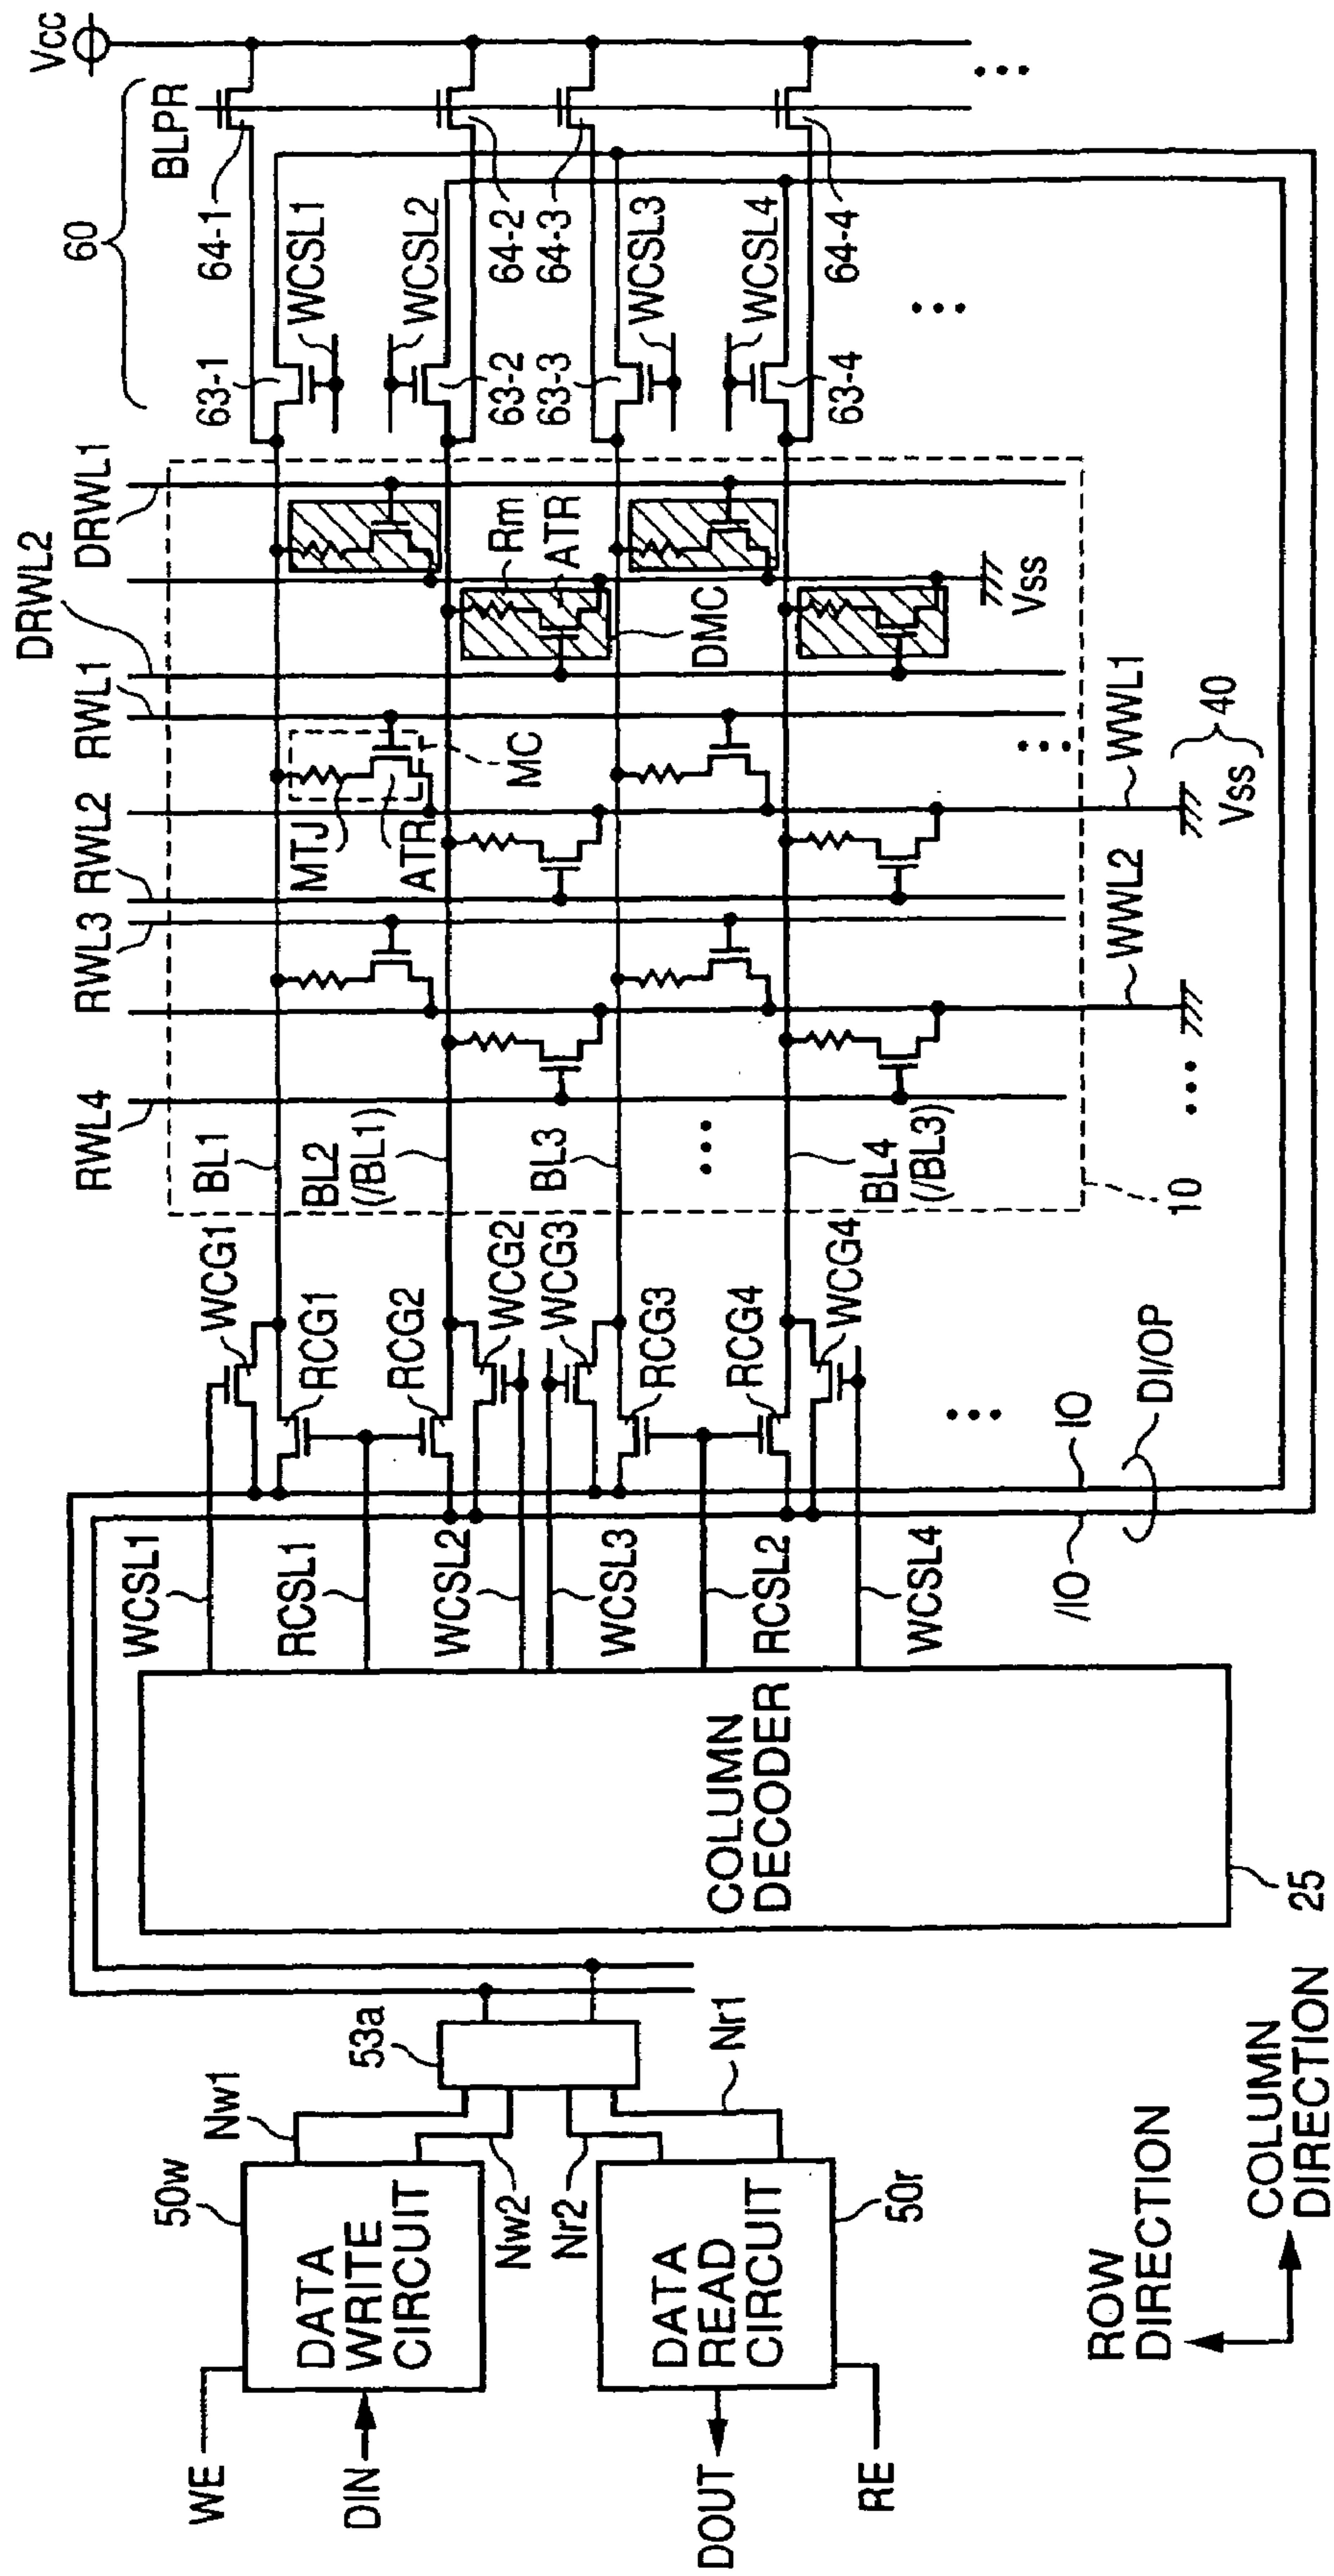 Vcc
60
BLPR
64-1
WCSL1
WCSL2
64-2
64-3
WCSL3
WCSL4
64-4
63-1
63-2
63-3
63-4
DRWL1
DRWL2
RWL1
RWL2
RWL3
RWL4
Rm
ATR
DMC
Vss
MTJ
ATR
MC
WWL1
WWL2
40
Vss
BL1
BL2
(/BL1)
BL3
BL4
(/BL3)
10
WCG1
RCG1
RCG2
WCG2
WCG3
RCG3
RCG4
WCG4
WCSL1
RCSL1
WCSL2
WCSL3
RCSL2
WCSL4
IO
/IO
DI/OP
COLUMN
DECODER
25
53a
Nw1
Nw2
Nr2
Nr1
50w
DATA
WRITE
CIRCUIT
DATA
READ
CIRCUIT
50r
WE
DIN
DOUT
RE
ROW
DIRECTION
COLUMN
DIRECTION